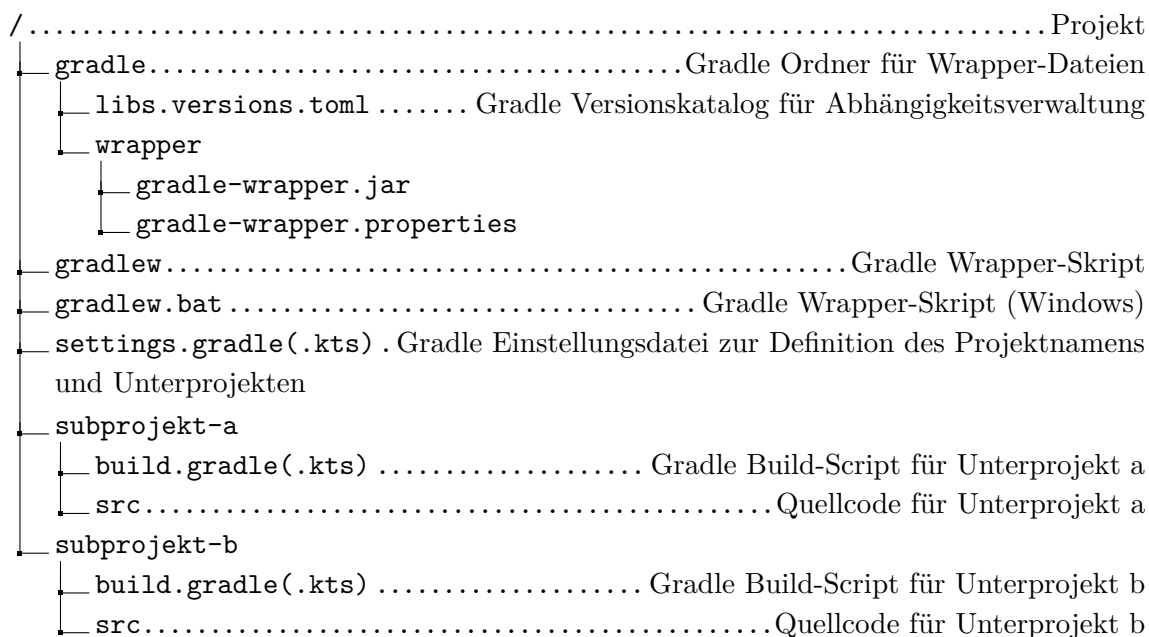 / ........................................................................... Projekt
gradle ....................................... Gradle Ordner für Wrapper-Dateien
libs.versions.toml ....... Gradle Versionskatalog für Abhängigkeitsverwaltung
wrapper
gradle-wrapper.jar
gradle-wrapper.properties
gradlew .................................................. Gradle Wrapper-Skript
gradlew.bat .................................. Gradle Wrapper-Skript (Windows)
settings.gradle(.kts) . Gradle Einstellungsdatei zur Definition des Projektnamens
und Unterprojekten
subprojekt-a
build.gradle(.kts) .................... Gradle Build-Script für Unterprojekt a
src .............................................. Quellcode für Unterprojekt a
subprojekt-b
build.gradle(.kts) .................... Gradle Build-Script für Unterprojekt b
src .............................................. Quellcode für Unterprojekt b